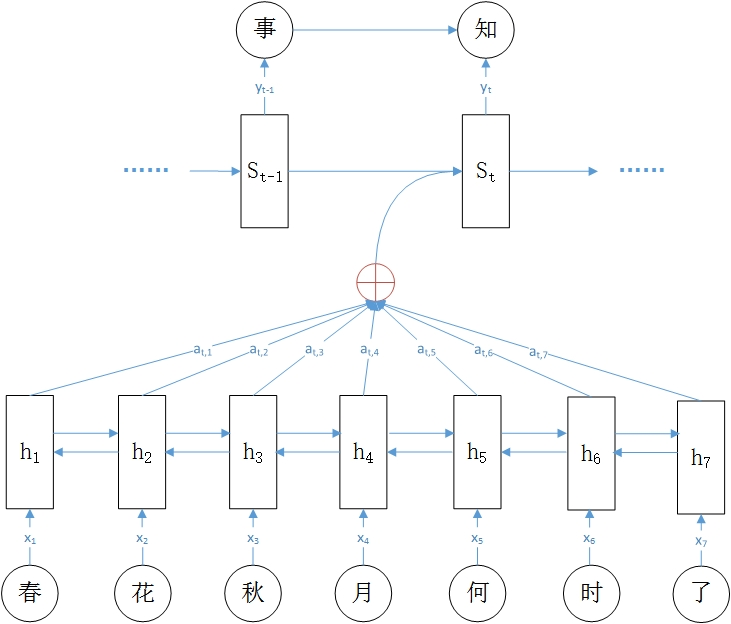 事 知
yt-1 yt
St-1 St
at,1 at,2 at,3 at,4 at,5 at,6 at,7
h1 h2 h3 h4 h5 h6 h7
x1 x2 x3 x4 x5 x6 x7
春 花 秋 月 何 时 了